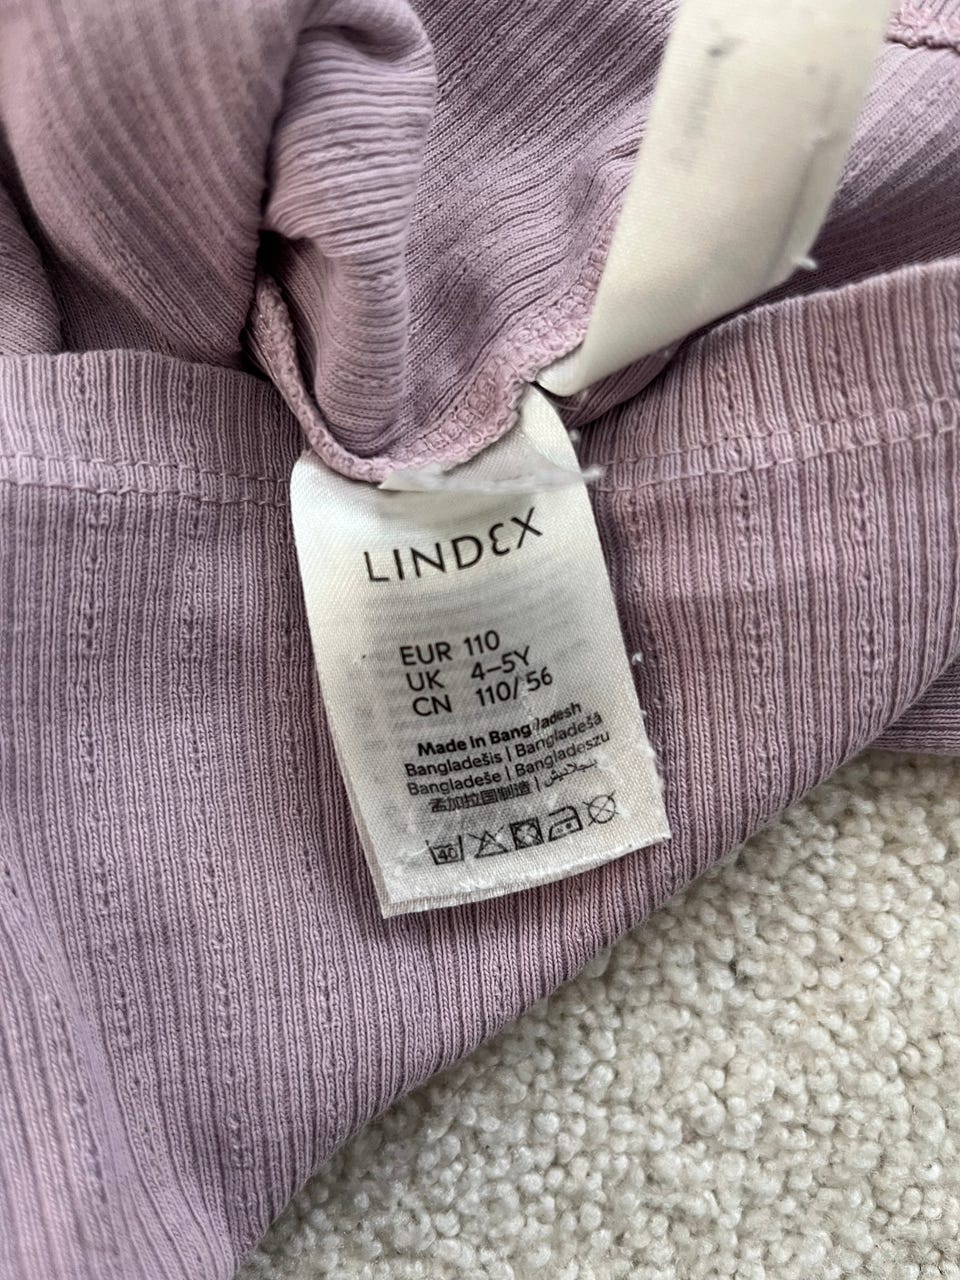 LINDEX
EUR 110
UK 4–5Y
CN 110/56
Made in Bangladesh
Bangladešis | Bangladešā
Bangladeše | Bangladeszu
孟加拉国制造 | بنجلاديش
40